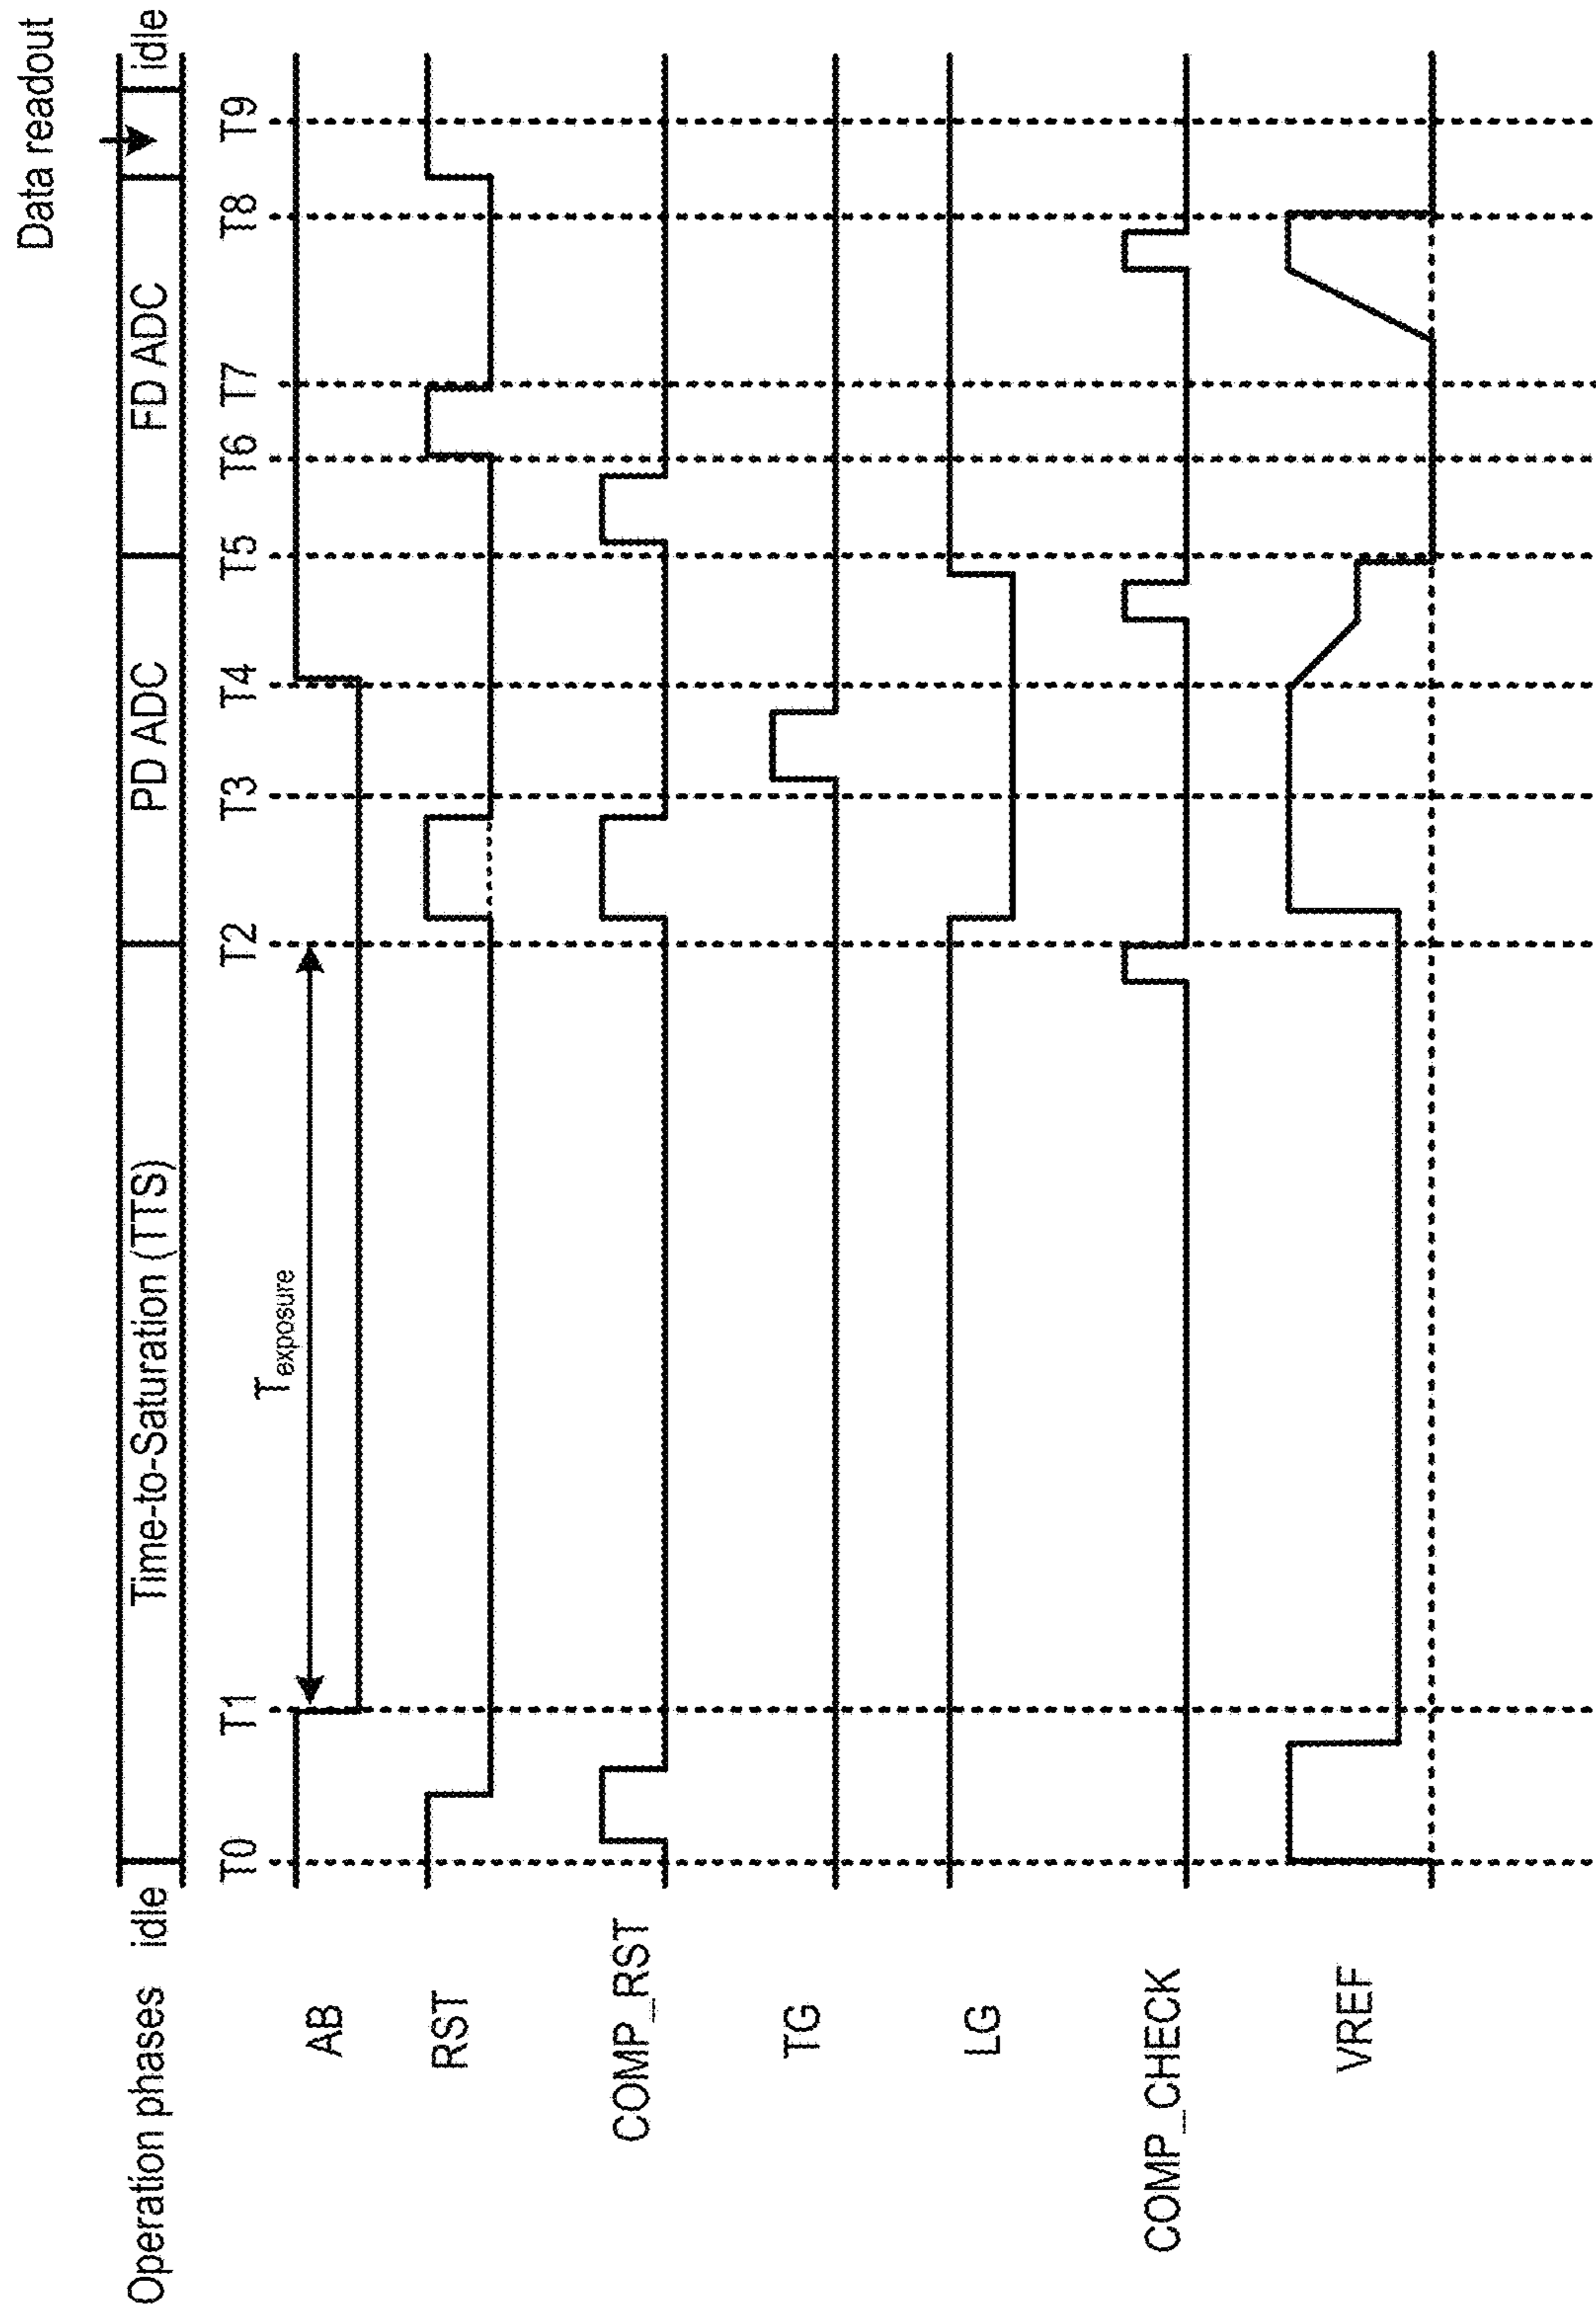 Data readout
Operation phases idle Time-to-Saturation (TTS) PD ADC FD ADC idle
T0 T1 T2 T3 T4 T5 T6 T7 T8 T9
Texposure
AB
RST
COMP_RST
TG
LG
COMP_CHECK
VREF